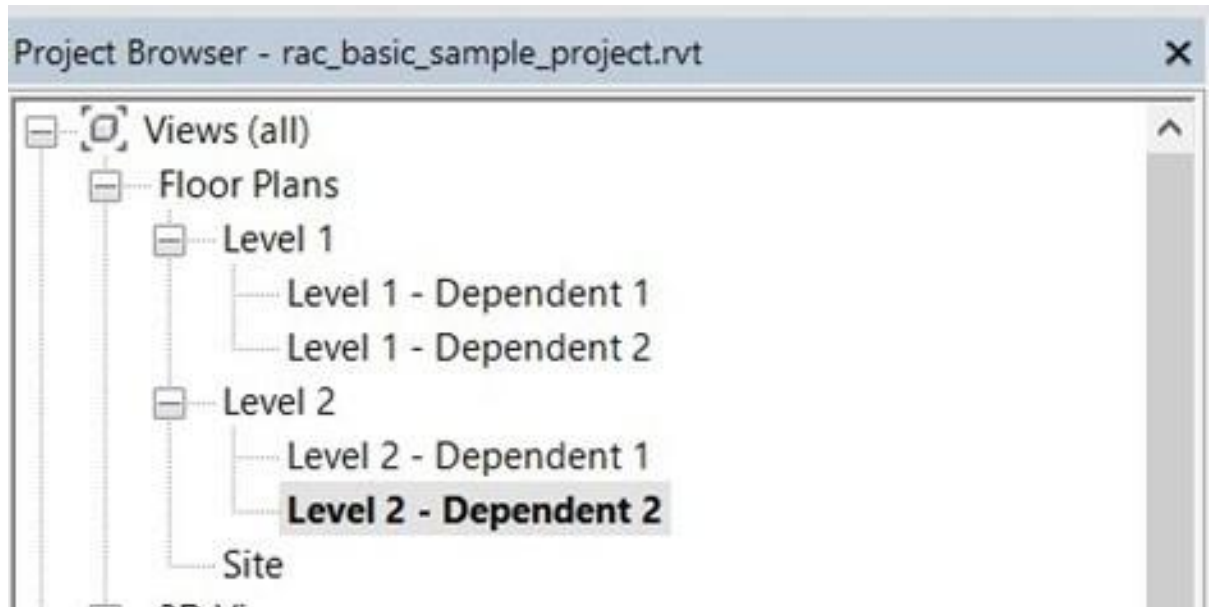 Project Browser - rac_basic_sample_project.rvt
Views (all)
Floor Plans
Level 1
Level 1 - Dependent 1
Level 1 - Dependent 2
Level 2
Level 2 - Dependent 1
Level 2 - Dependent 2
Site